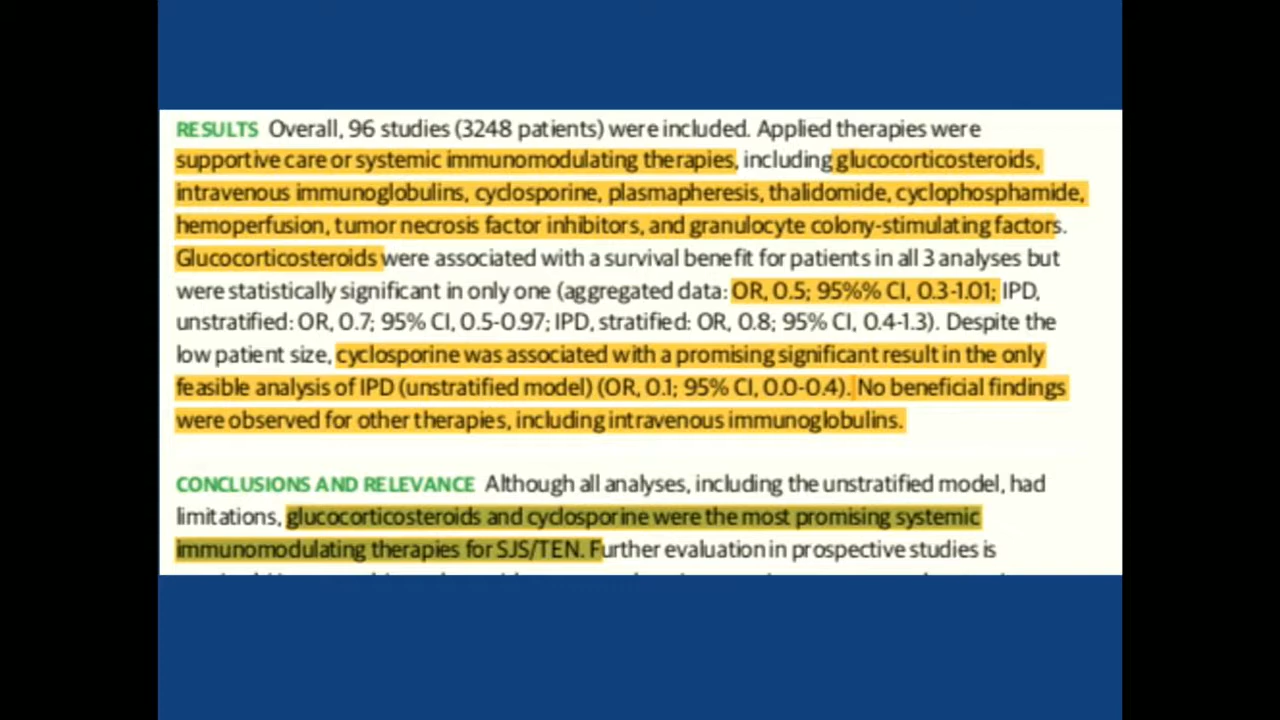 RESULTS Overall, 96 studies (3248 patients) were included. Applied therapies were
supportive care or systemic immunomodulating therapies, including glucocorticosteroids,
intravenous immunoglobulins, cyclosporine, plasmapheresis, thalidomide, cyclophosphamide,
hemoperfusion, tumor necrosis factor inhibitors, and granulocyte colony-stimulating factors.
Glucocorticosteroids were associated with a survival benefit for patients in all 3 analyses but
were statistically significant in only one (aggregated data: OR, 0.5; 95%% CI, 0.3-1.01; IPD,
unstratified: OR, 0.7; 95% CI, 0.5-0.97; IPD, stratified: OR, 0.8; 95% CI, 0.4-1.3). Despite the
low patient size, cyclosporine was associated with a promising significant result in the only
feasible analysis of IPD (unstratified model) (OR, 0.1; 95% CI, 0.0-0.4). No beneficial findings
were observed for other therapies, including intravenous immunoglobulins.
CONCLUSIONS AND RELEVANCE Although all analyses, including the unstratified model, had
limitations, glucocorticosteroids and cyclosporine were the most promising systemic
immunomodulating therapies for SJS/TEN. Further evaluation in prospective studies is